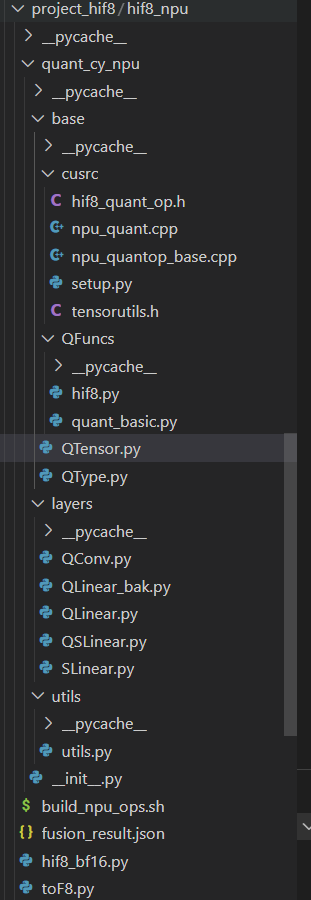 project_hif8 / hif8_npu
__pycache__
quant_cy_npu
__pycache__
base
__pycache__
cusrc
C hif8_quant_op.h
npu_quant.cpp
npu_quantop_base.cpp
setup.py
C tensorutils.h
QFuncs
__pycache__
hif8.py
quant_basic.py
QTensor.py
QType.py
layers
__pycache__
QConv.py
QLinear_bak.py
QLinear.py
QSLinear.py
SLinear.py
utils
__pycache__
utils.py
__init__.py
$ build_npu_ops.sh
{} fusion_result.json
hif8_bf16.py
toF8.py